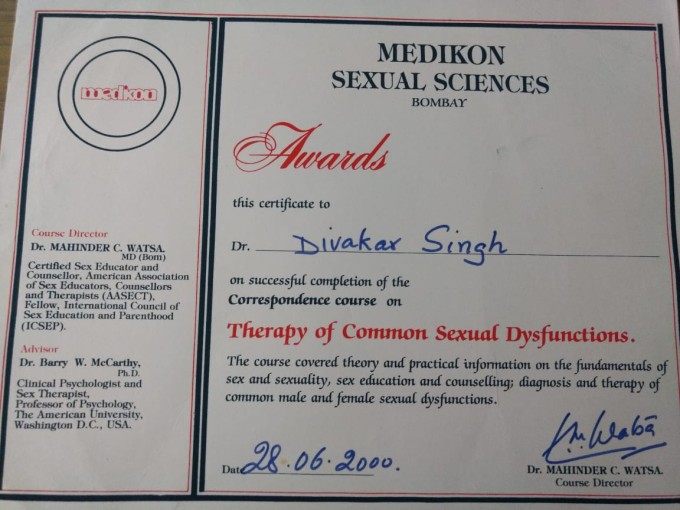 medikon
Course Director
Dr. MAHINDER C. WATSA.
MD (Bom)
Certified Sex Educator and
Counsellor, American Association
of Sex Educators, Counsellors
and Therapists (AASECT),
Fellow, International Council of
Sex Education and Parenthood
(ICSEP).
Advisor
Dr. Barry W. McCarthy,
Ph.D.
Clinical Psychologist and
Sex Therapist,
Professor of Psychology,
The American University,
Washington D.C., USA.
MEDIKON
SEXUAL SCIENCES
BOMBAY
Awards
this certificate to
Dr. Divakar Singh
on successful completion of the
Correspondence course on
Therapy of Common Sexual Dysfunctions.
The course covered theory and practical information on the fundamentals of
sex and sexuality, sex education and counselling; diagnosis and therapy of
common male and female sexual dysfunctions.
Date 28.06.2000.
Dr. MAHINDER C. WATSA.
Course Director